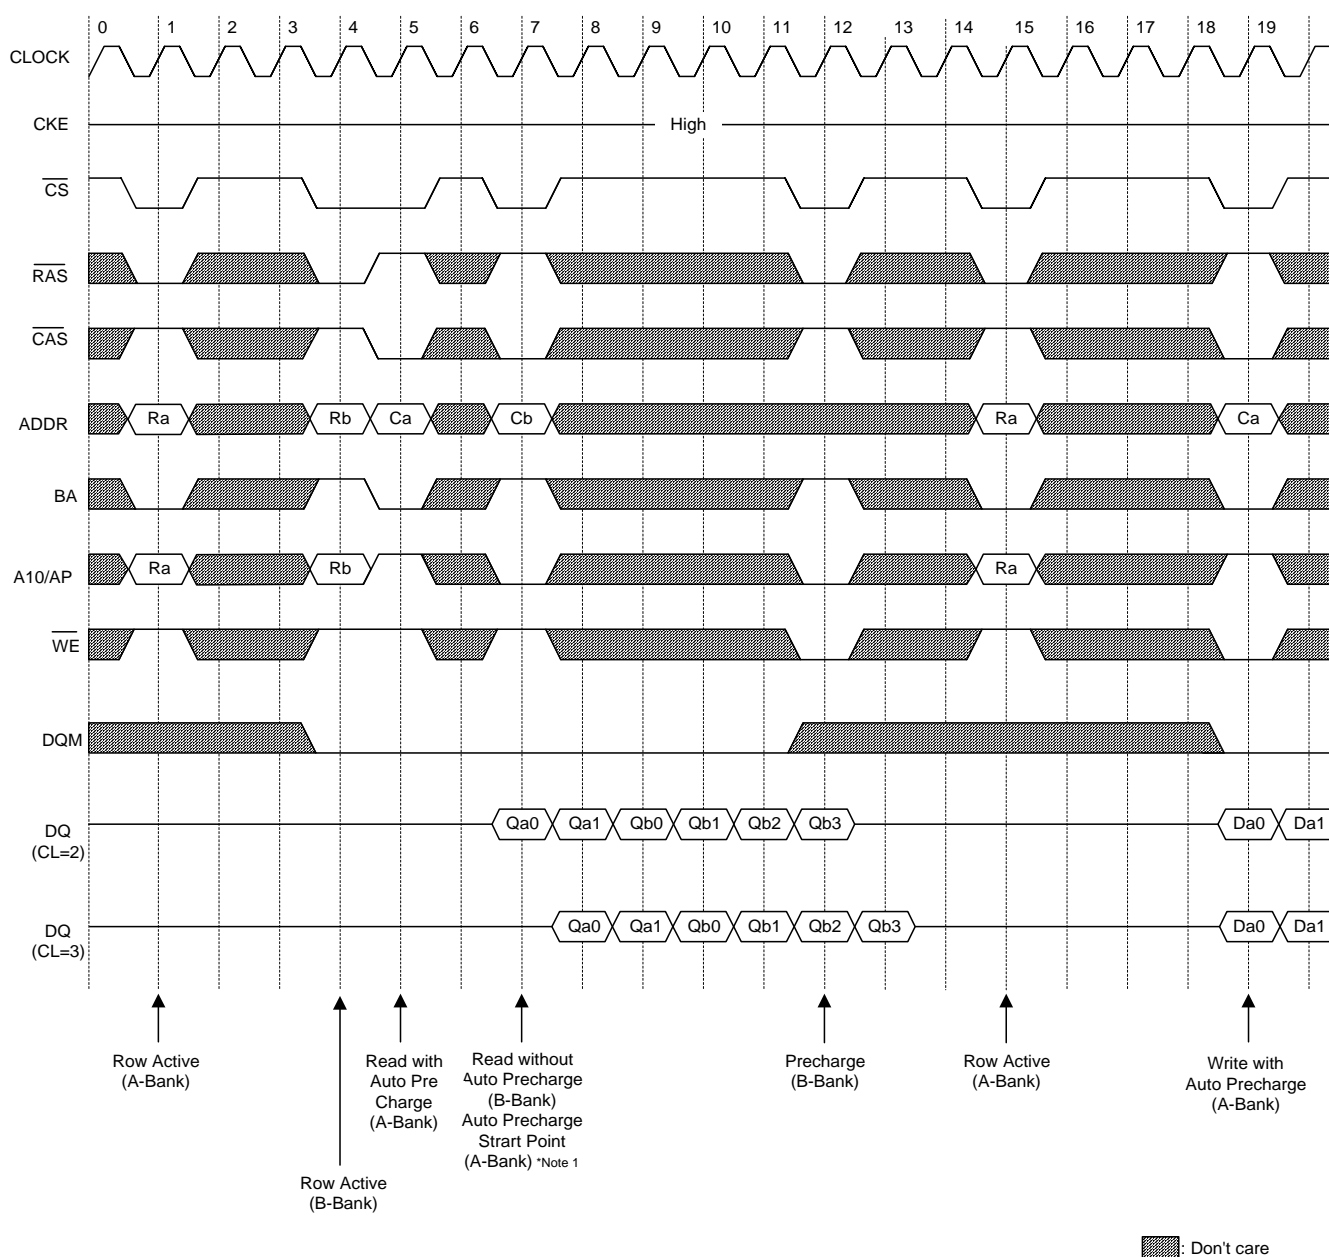 0 1 2 3 4 5 6 7 8 9 10 11 12 13 14 15 16 17 18 19
CLOCK
CKE High
CS
RAS
CAS
ADDR Ra Rb Ca Cb Ra Ca
BA
A10/AP Ra Rb Ra
WE
DQM
DQ Qa0 Qa1 Qb0 Qb1 Qb2 Qb3 Da0 Da1
(CL=2)
DQ Qa0 Qa1 Qb0 Qb1 Qb2 Qb3 Da0 Da1
(CL=3)
Row Active
(A-Bank)
Row Active
(B-Bank)
Read with
Auto Pre
Charge
(A-Bank)
Read without
Auto Precharge
(B-Bank)
Auto Precharge
Strart Point
(A-Bank) *Note 1
Precharge
(B-Bank)
Row Active
(A-Bank)
Write with
Auto Precharge
(A-Bank)
: Don't care